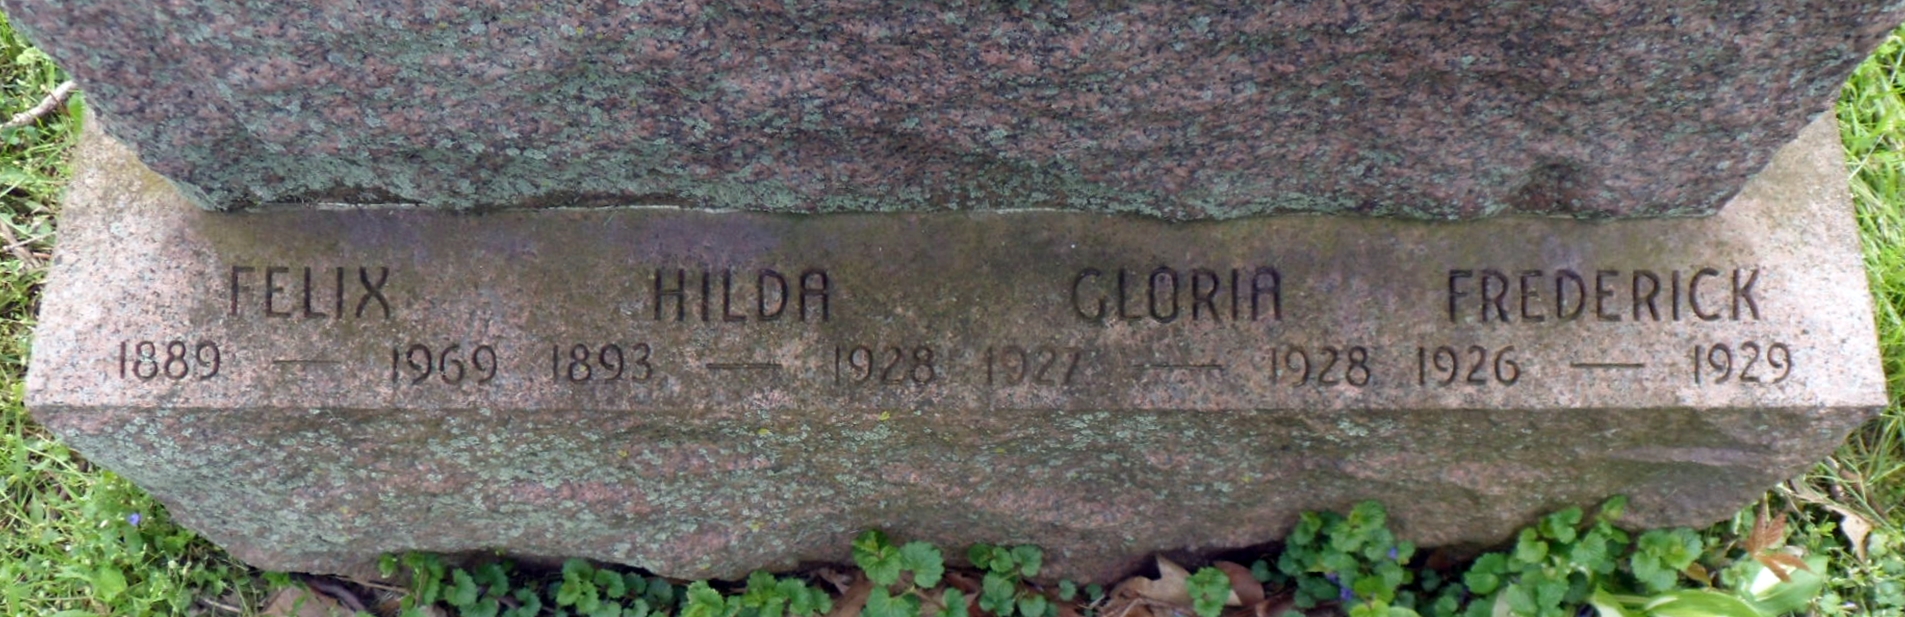 FELIX HILDA GLORIA FREDERICK
1889 — 1969 1893 — 1928 1927 — 1928 1926 — 1929